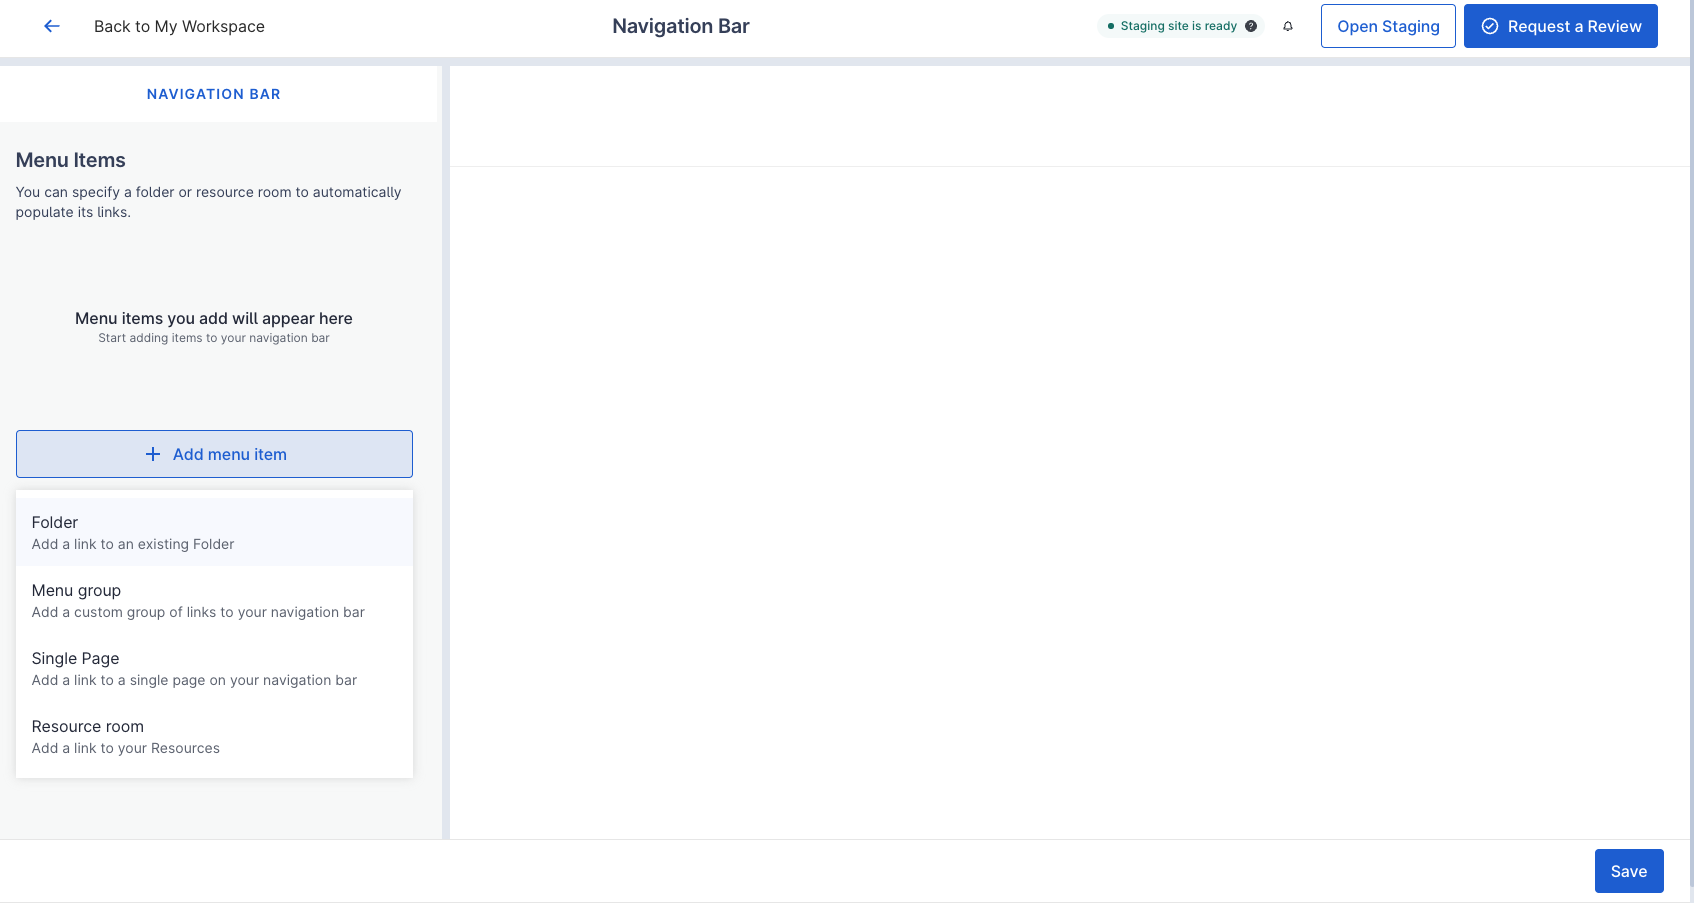 Back to My Workspace
Navigation Bar
Staging site is ready
Open Staging
Request a Review
NAVIGATION BAR
Menu Items
You can specify a folder or resource room to automatically
populate its links.
Menu items you add will appear here
Start adding items to your navigation bar
Add menu item
Folder
Add a link to an existing Folder
Menu group
Add a custom group of links to your navigation bar
Single Page
Add a link to a single page on your navigation bar
Resource room
Add a link to your Resources
Save